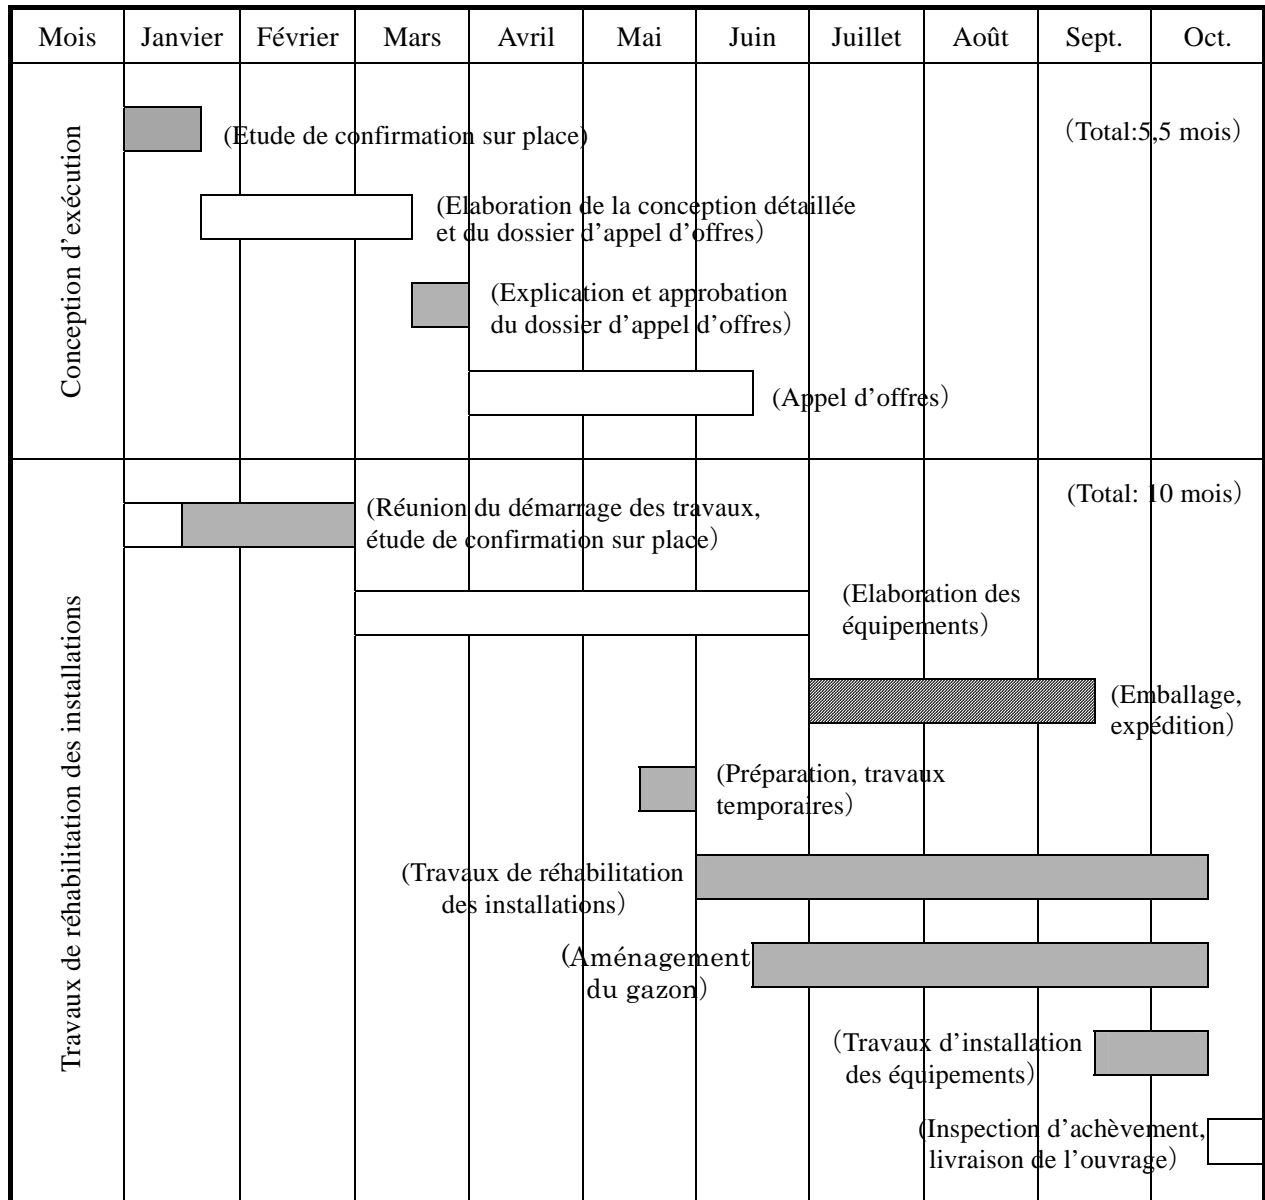 Mois Janvier Février Mars Avril Mai Juin Juillet Août Sept. Oct.
Conception d’exécution
(Etude de confirmation sur place)
(Total:5,5 mois)
(Elaboration de la conception détaillée
et du dossier d’appel d’offres)
(Explication et approbation
du dossier d’appel d’offres)
(Appel d’offres)
Travaux de réhabilitation des installations
(Total: 10 mois)
(Réunion du démarrage des travaux,
étude de confirmation sur place)
(Elaboration des
équipements)
(Emballage,
expédition)
(Préparation, travaux
temporaires)
(Travaux de réhabilitation
des installations)
(Aménagement
du gazon)
(Travaux d’installation
des équipements)
(Inspection d’achèvement,
livraison de l’ouvrage)